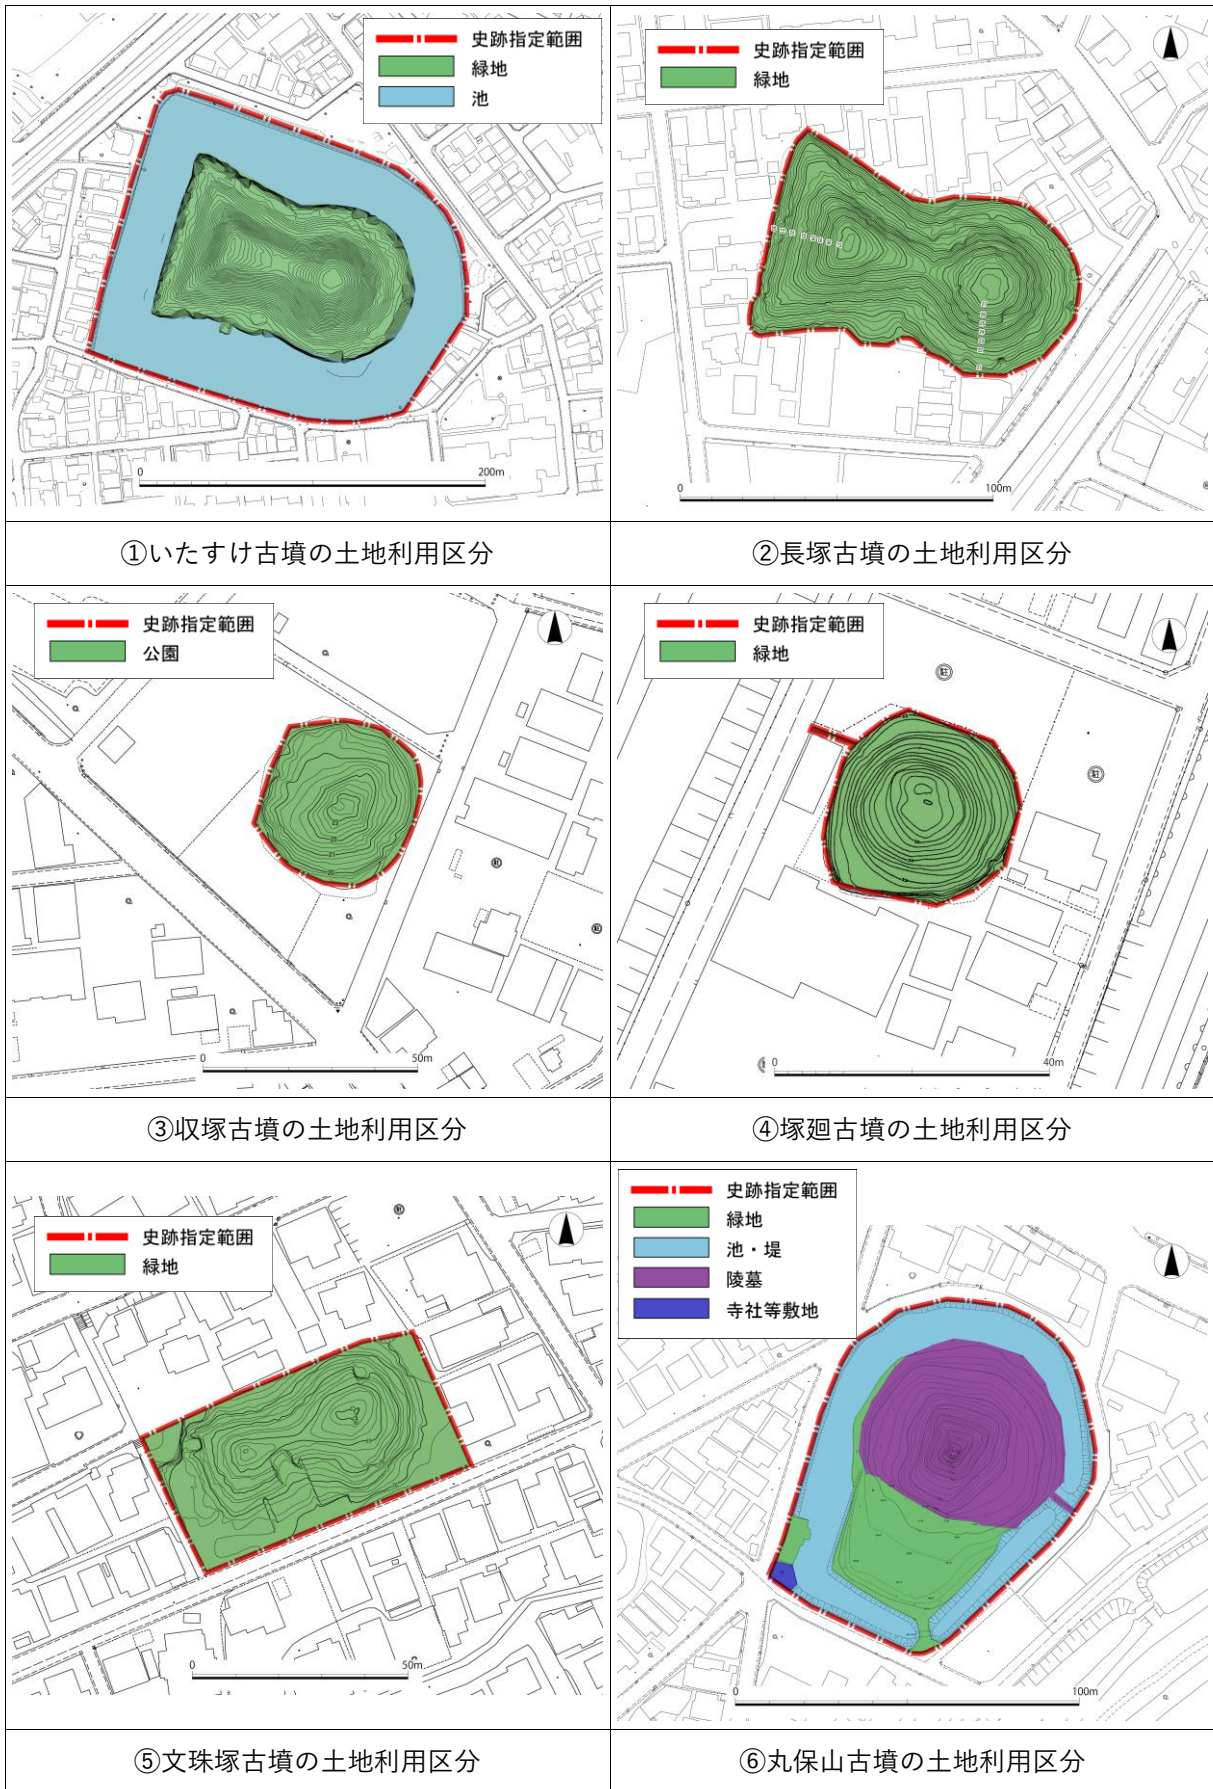 史跡指定範囲
緑地
池
0
200m
①いたすけ古墳の土地利用区分
史跡指定範囲
緑地
0
100m
②長塚古墳の土地利用区分
史跡指定範囲
公園
0
50m
③収塚古墳の土地利用区分
史跡指定範囲
緑地
駐
駐
0
40m
④塚廻古墳の土地利用区分
史跡指定範囲
緑地
0
50m
⑤文珠塚古墳の土地利用区分
史跡指定範囲
緑地
池・堤
陵墓
寺社等敷地
0
100m
⑥丸保山古墳の土地利用区分